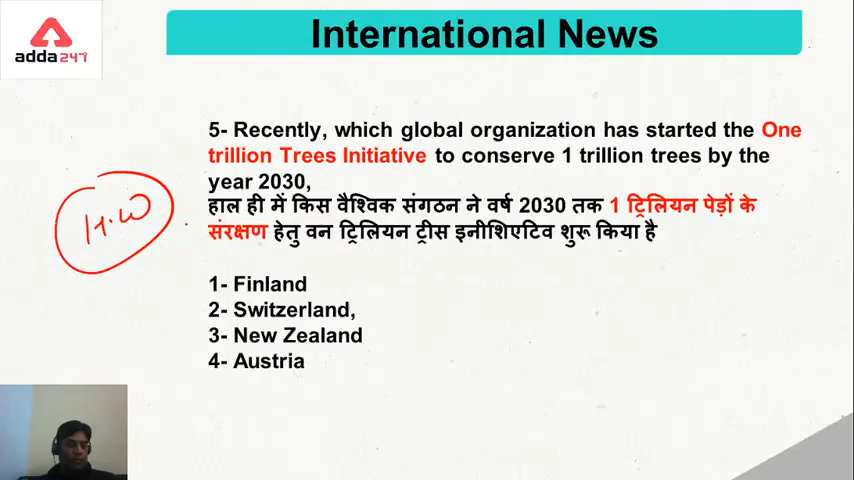 International News
adda247
5- Recently, which global organization has started the One
trillion Trees Initiative to conserve 1 trillion trees by the
year 2030,
हाल ही में किस वैश्विक संगठन ने वर्ष 2030 तक 1 ट्रिलियन पेड़ों के
संरक्षण हेतु वन ट्रिलियन ट्रीस इनीशिएटिव शुरू किया है
H.W
1- Finland
2- Switzerland,
3- New Zealand
4- Austria